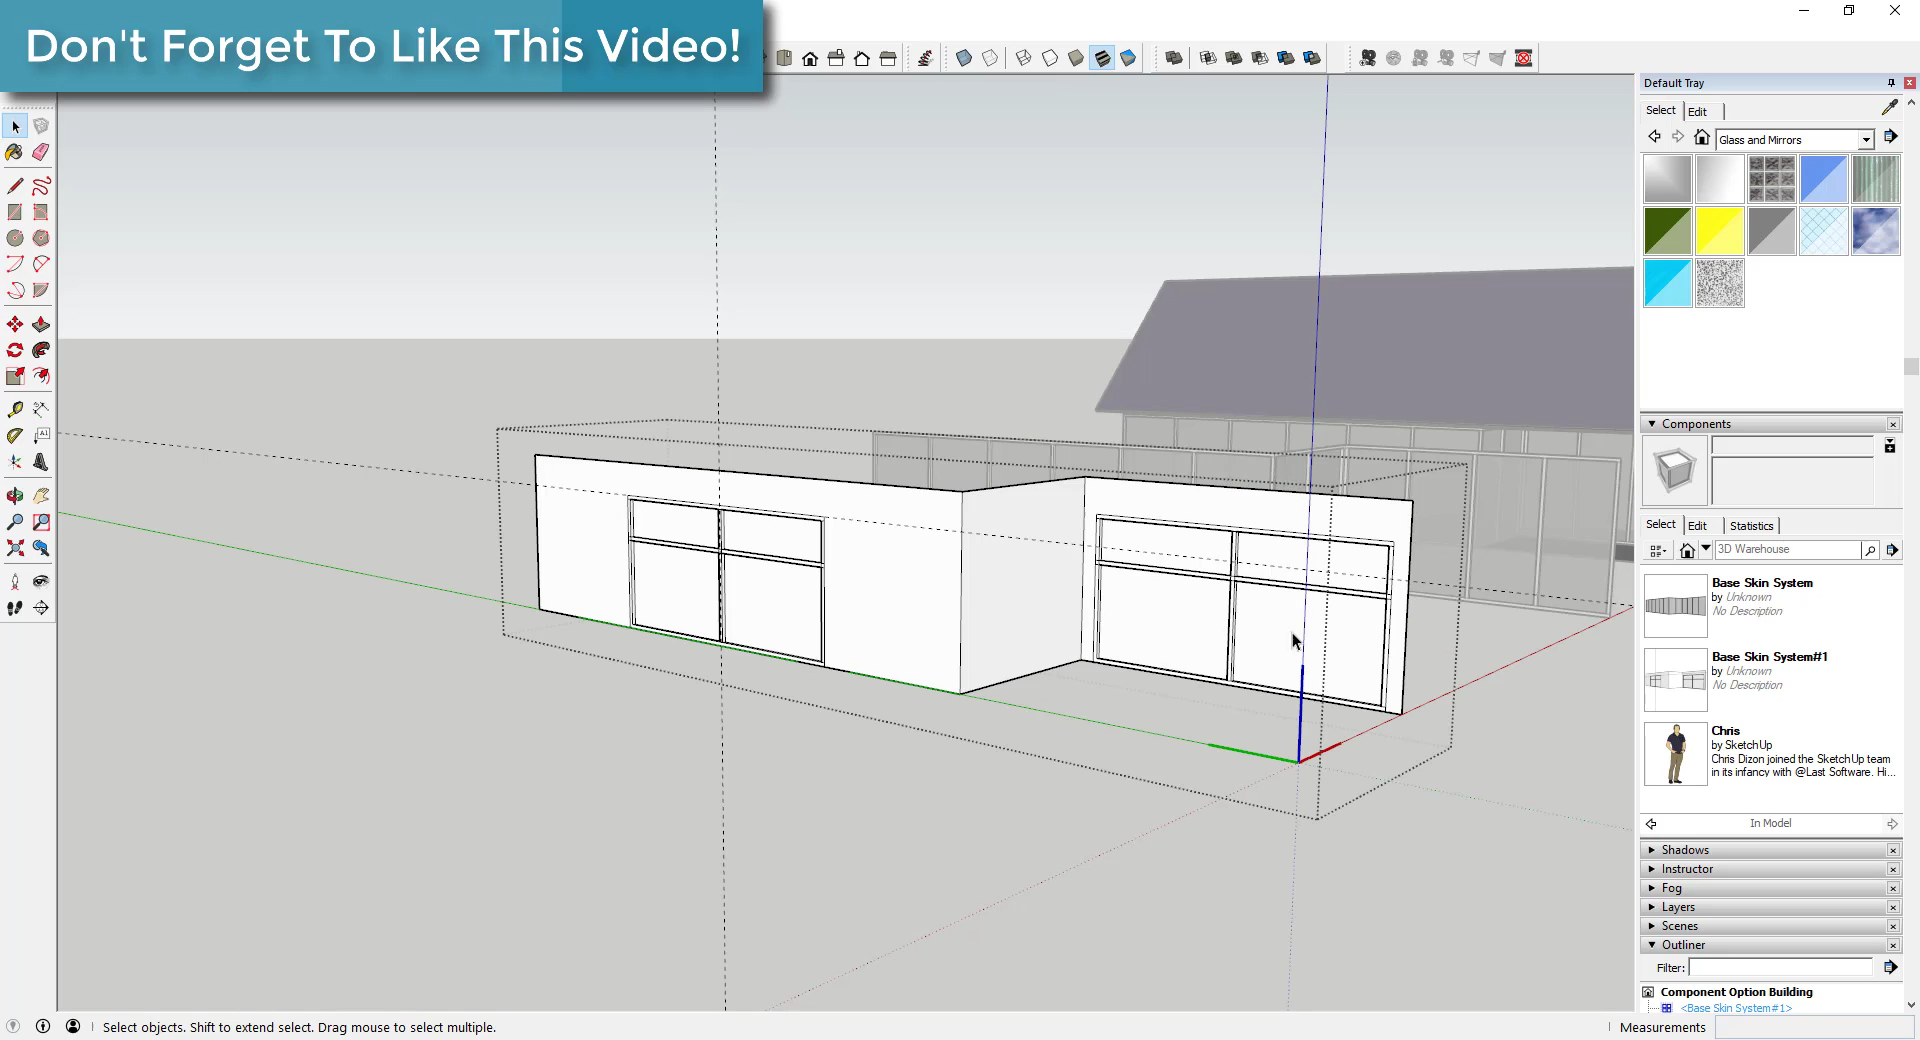 Don't Forget To Like This Video!
Default Tray
Select Edit
Glass and Mirrors
Components
Select Edit Statistics
3D Warehouse
Base Skin System
by Unknown
No Description
Base Skin System#1
by Unknown
No Description
Chris
by SketchUp
Chris Dizon joined the SketchUp team
in its infancy with @Last Software. Hi...
In Model
Shadows
Instructor
Fog
Layers
Scenes
Outliner
Filter:
Component Option Building
<Base Skin System#1>
Select objects. Shift to extend select. Drag mouse to select multiple.
Measurements